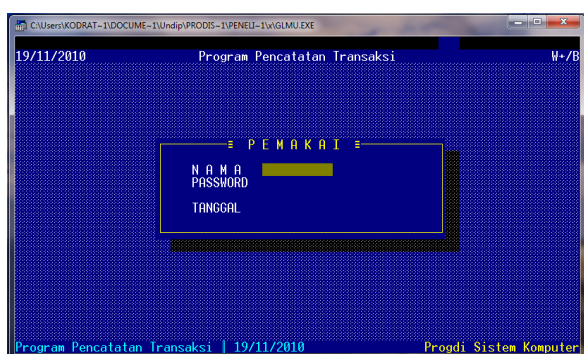 C:\Users\KODRAT~1\DOCUME~1\Undip\PRODIS~1\PENELI~1\x\GLMU.EXE
19/11/2010 Program Pencatatan Transaksi W+/B
P E M A K A I
N A M A
PASSWORD
TANGGAL
Program Pencatatan Transaksi | 19/11/2010 Progdi Sistem Komputer